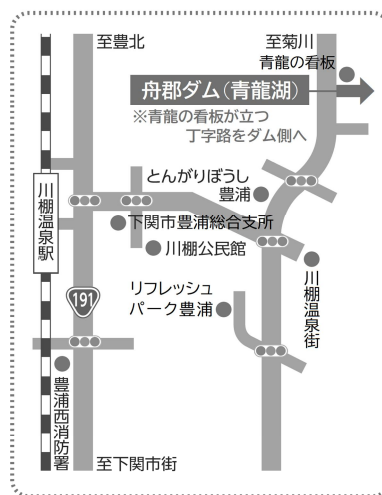 至豊北
至菊川
青龍の看板
舟郡ダム(青龍湖)
※青龍の看板が立つ
丁字路をダム側へ
とんがりぼうし
豊浦
川棚温泉駅
下関市豊浦総合支所
川棚公民館
川棚温泉街
リフレッシュ
パーク豊浦
191
豊浦西消防署
至下関市街